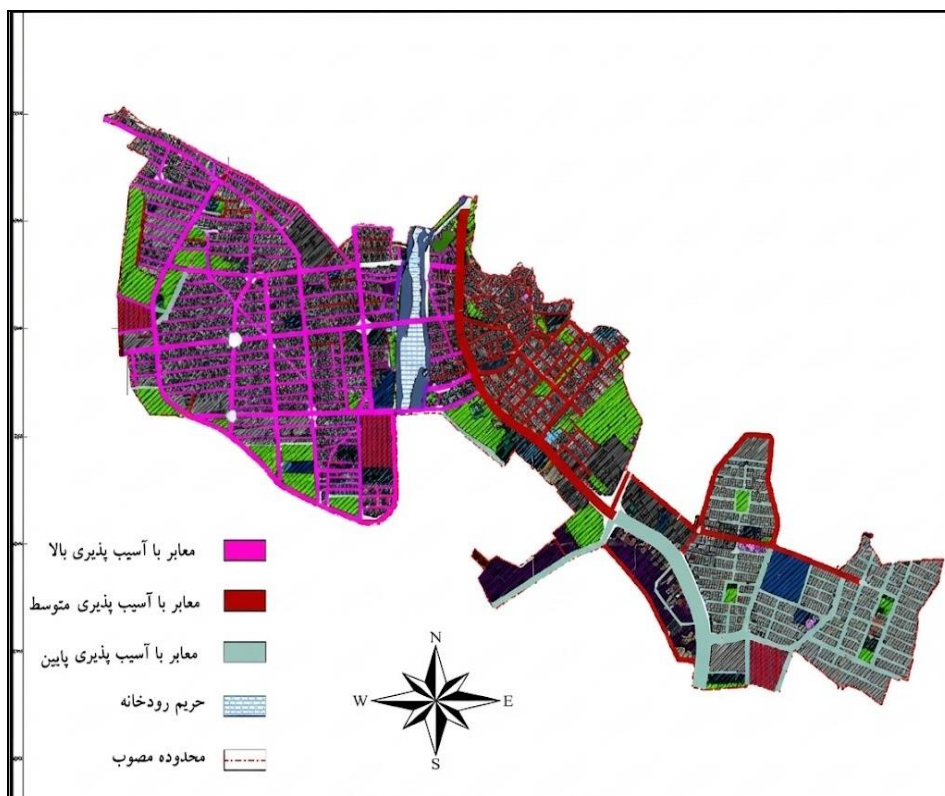 معابر با آسیب پذیری بالا
معابر با آسیب پذیری متوسط
معابر با آسیب پذیری پایین
حریم رودخانه
محدوده مصوب
N
W
E
S